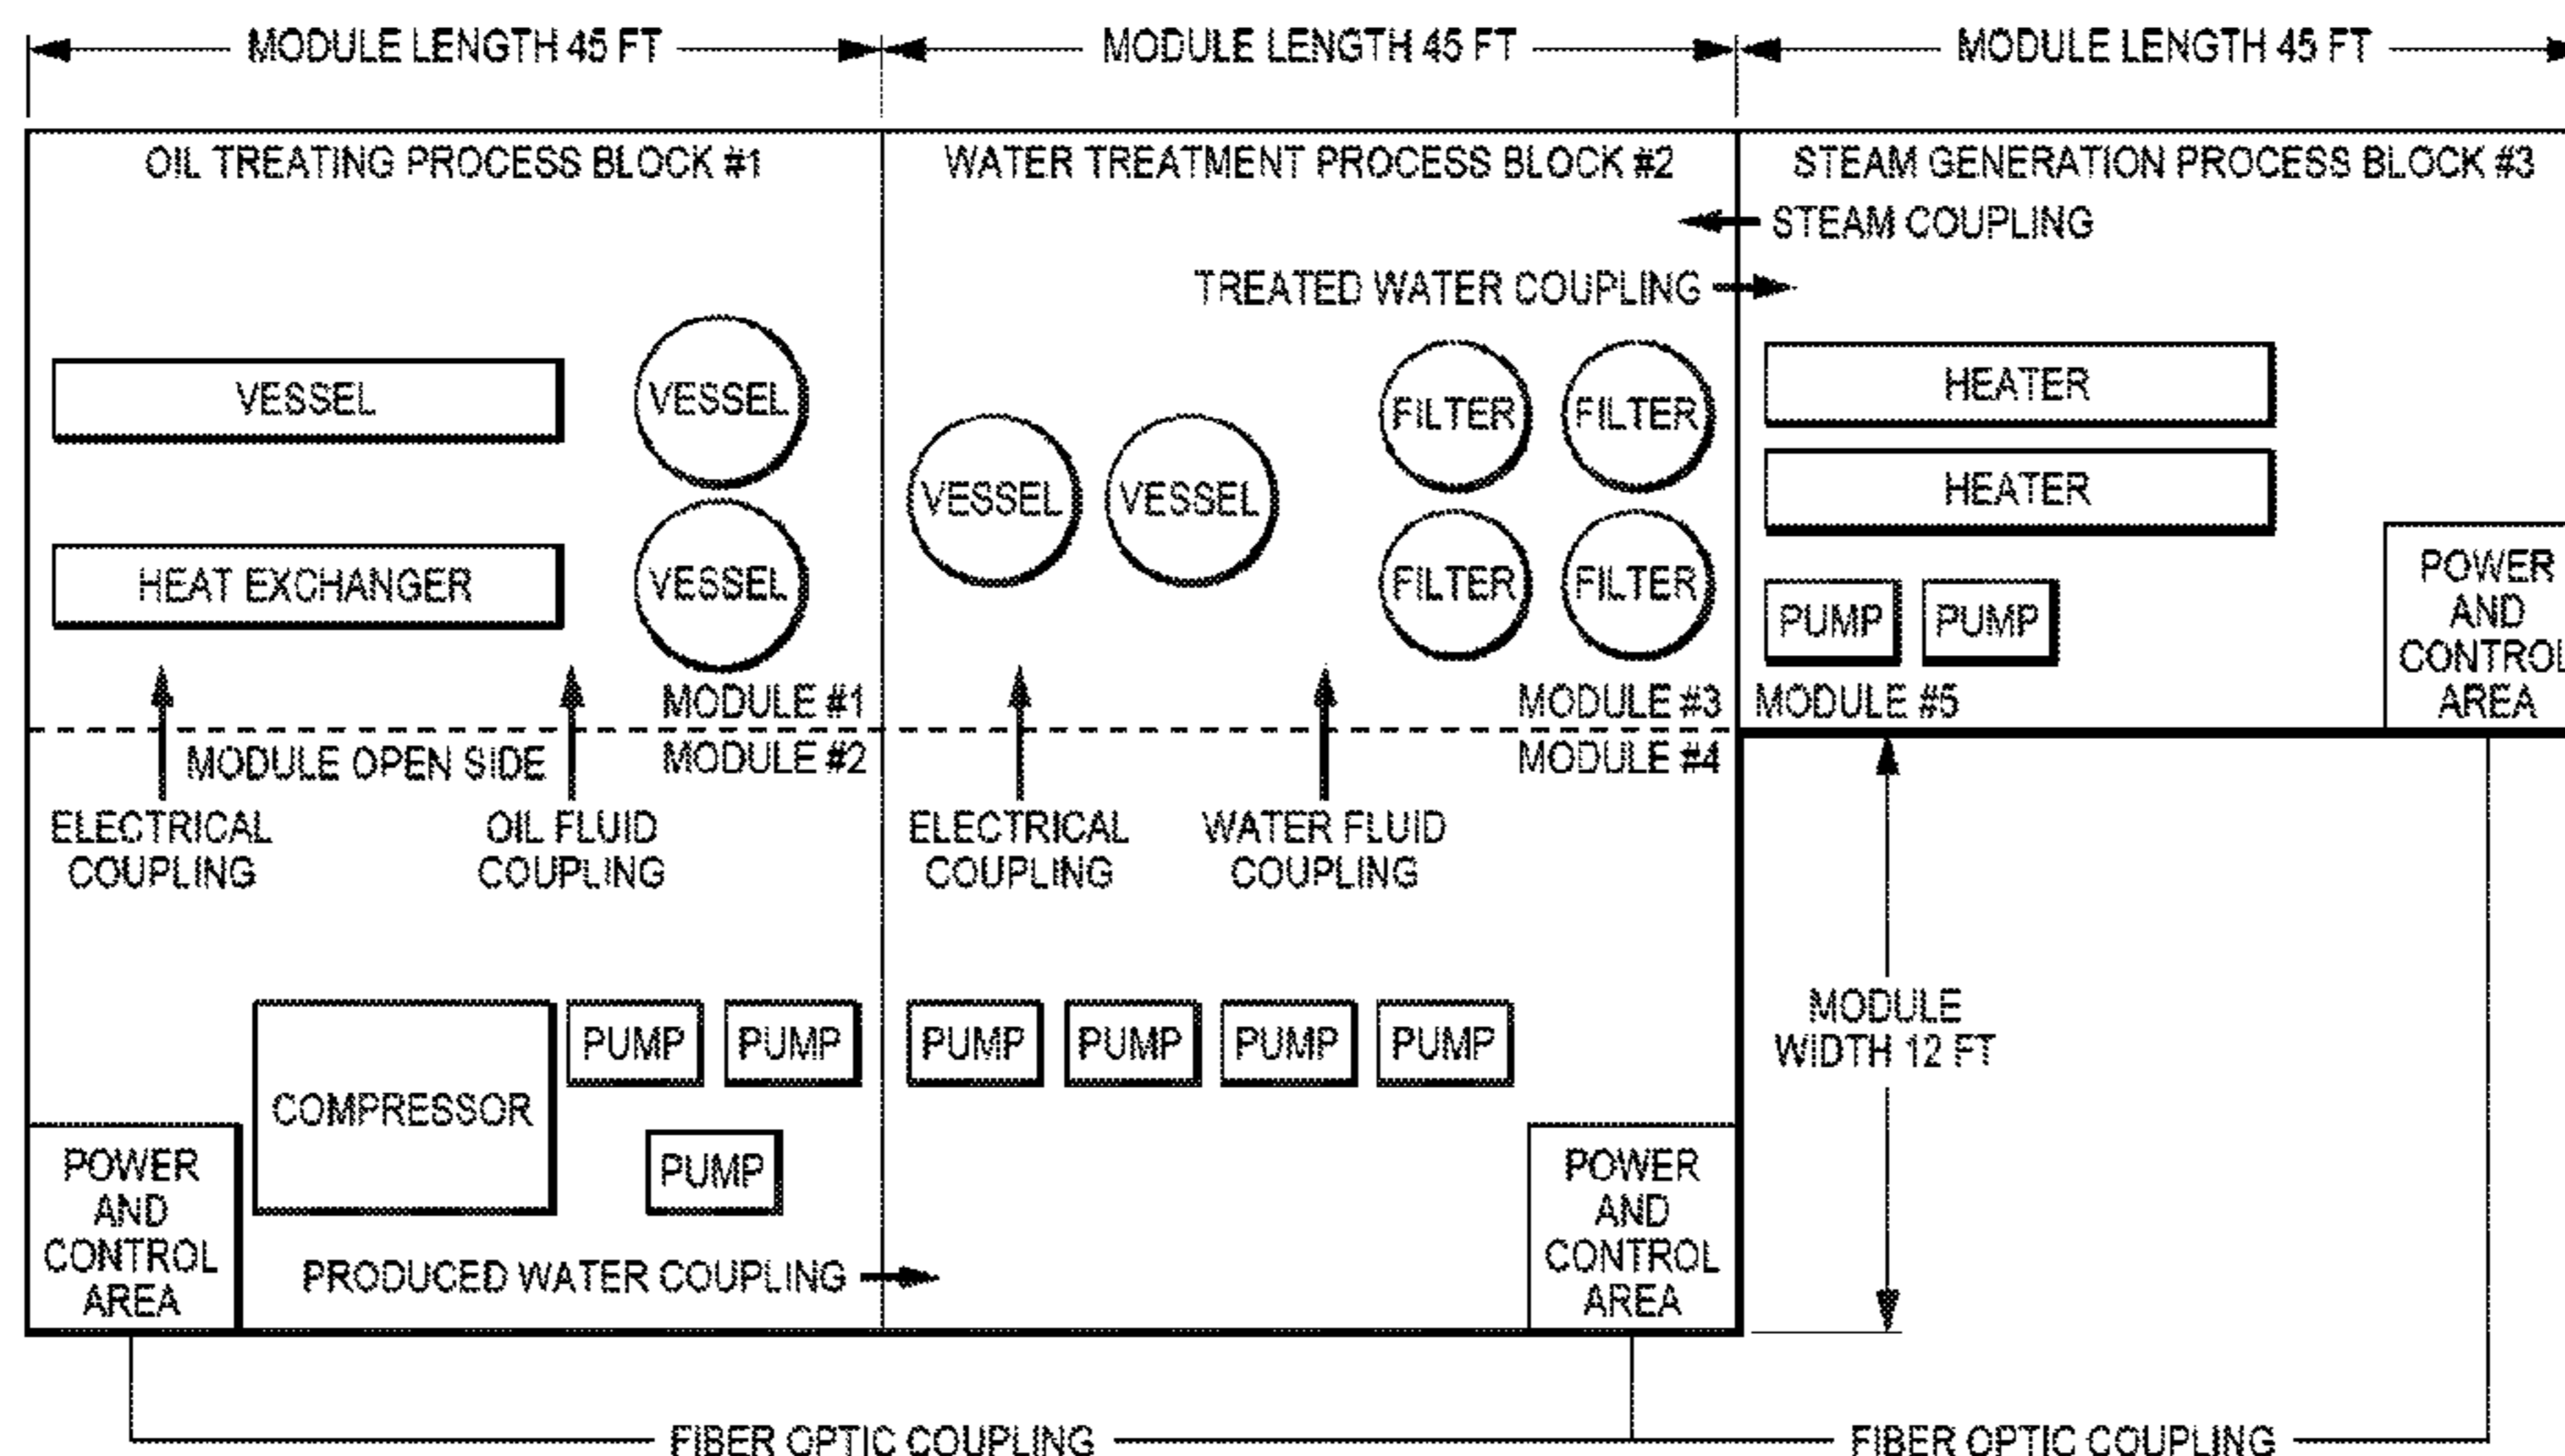 MODULE LENGTH 45 FT
MODULE LENGTH 45 FT
MODULE LENGTH 45 FT
OIL TREATING PROCESS BLOCK #1
WATER TREATMENT PROCESS BLOCK #2
STEAM GENERATION PROCESS BLOCK #3
STEAM COUPLING
TREATED WATER COUPLING
VESSEL
VESSEL
HEAT EXCHANGER
VESSEL
VESSEL
VESSEL
FILTER
FILTER
FILTER
FILTER
HEATER
HEATER
PUMP
PUMP
POWER
AND
CONTROL
AREA
MODULE #1
MODULE #3
MODULE #5
MODULE OPEN SIDE
MODULE #2
MODULE #4
ELECTRICAL
COUPLING
OIL FLUID
COUPLING
ELECTRICAL
COUPLING
WATER FLUID
COUPLING
MODULE
WIDTH 12 FT
COMPRESSOR
PUMP
PUMP
PUMP
PUMP
PUMP
PUMP
PUMP
POWER
AND
CONTROL
AREA
PRODUCED WATER COUPLING
POWER
AND
CONTROL
AREA
FIBER OPTIC COUPLING
FIBER OPTIC COUPLING